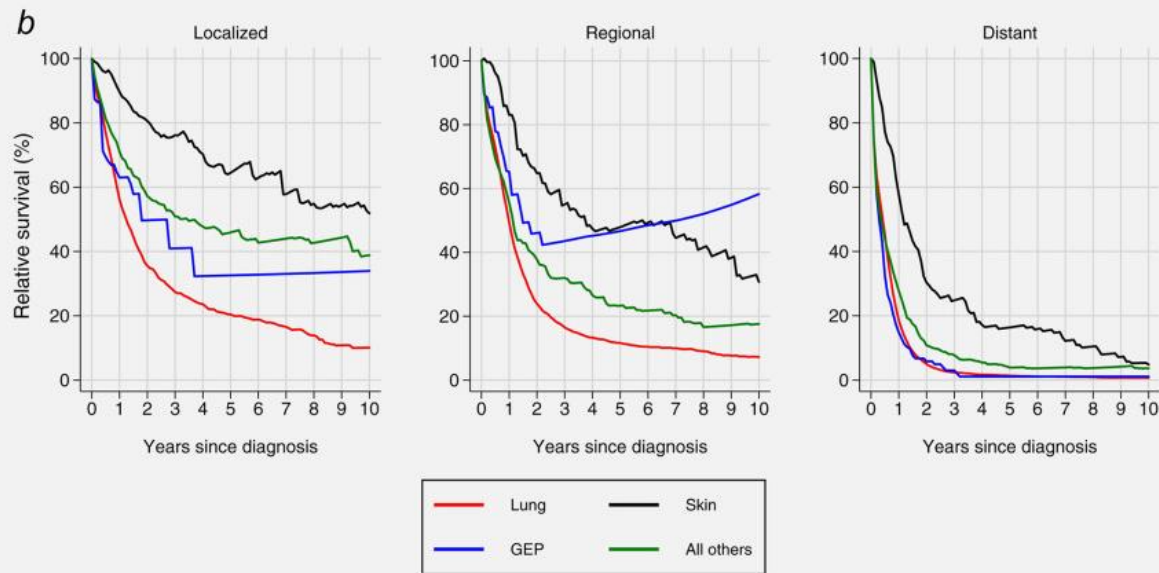 b
Localized
Regional
Distant
Relative survival (%)
100
80
60
40
20
0
0 1 2 3 4 5 6 7 8 9 10
Years since diagnosis
100
80
60
40
20
0
0 1 2 3 4 5 6 7 8 9 10
Years since diagnosis
100
80
60
40
20
0
0 1 2 3 4 5 6 7 8 9 10
Years since diagnosis
Lung Skin
GEP All others